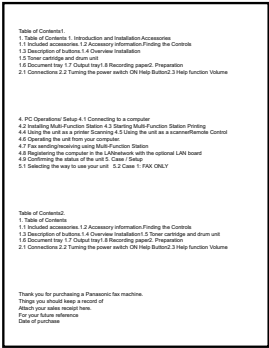 Table of Contents1.
1. Table of Contents 1. Introduction and Installation Accessories
1.1 Included accessories.1.2 Accessory information.Finding the Controls
1.3 Description of buttons.1.4 Overview Installation1.
1.5 Toner cartridge and drum unit
1.6 Document tray 1.7 Output tray1.8 Recording paper2. Preparation
2.1 Connections 2.2 Turning the power switch ON Help Button2.3 Help function Volume
4. PC Operations/ Setup 4.1 Connecting to a computer
4.2 Installing Multi-Function Station 4.3 Starting Multi-Function Station Printing
4.4 Using the unit as a printer Scanning 4.5 Using the unit as a scannerRemote Control
4.6 Operating the unit from your computer.
4.7 Fax sending/receiving using Multi-Function Station
4.8 Registering the computer in the LANnetwork with the optional LAN board
4.9 Confirming the status of the unit 5. Case / Setup
5.1 Selecting the way to use your unit 5.2 Case 1: FAX ONLY
Table of Contents2.
1. Table of Contents
1.1 Included accessories.1.2 Accessory information.Finding the Controls
1.3 Description of buttons.1.4 Overview Installation1.5 Toner cartridge and drum unit
1.6 Document tray 1.7 Output tray1.8 Recording paper2. Preparation
2.1 Connections 2.2 Turning the power switch ON Help Button2.3 Help function Volume
Thank you for purchasing a Panasonic fax machine.
Things you should keep a record of
Attach your sales receipt here.
For your future reference
Date of purchase